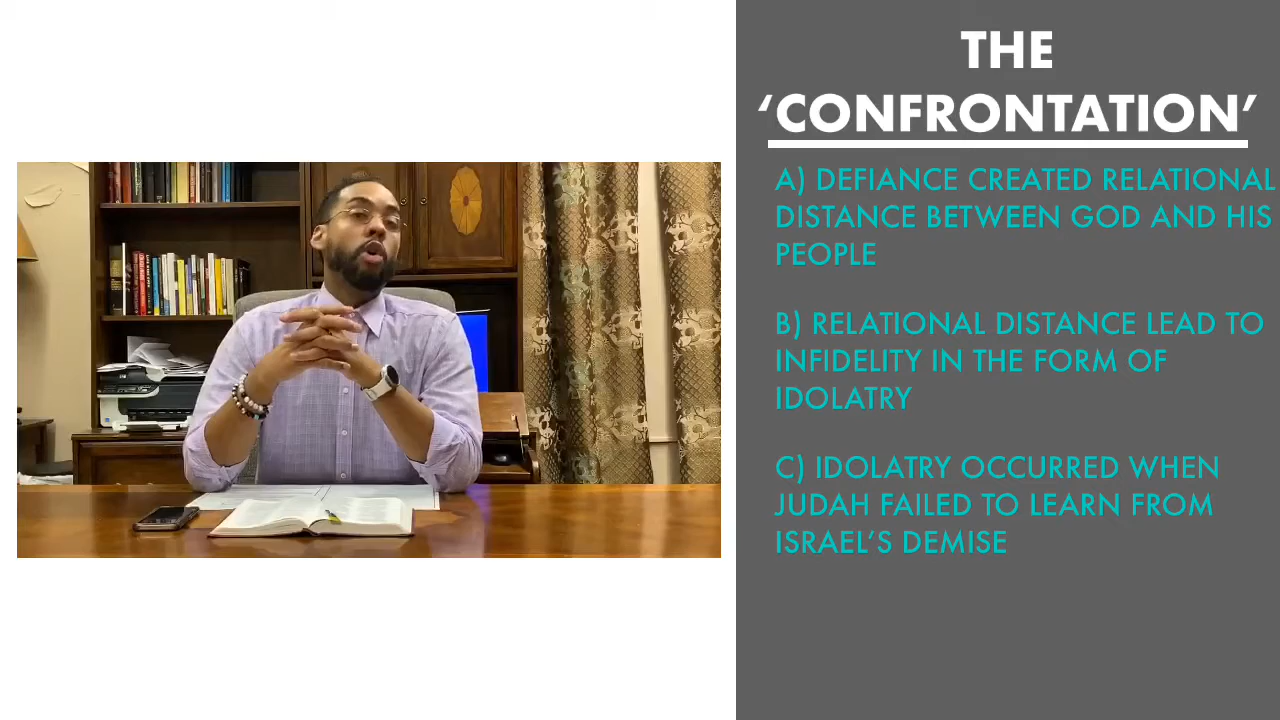 THE
‘CONFRONTATION’
A) DEFIANCE CREATED RELATIONAL
DISTANCE BETWEEN GOD AND HIS
PEOPLE
B) RELATIONAL DISTANCE LEAD TO
INFIDELITY IN THE FORM OF
IDOLATRY
C) IDOLATRY OCCURRED WHEN
JUDAH FAILED TO LEARN FROM
ISRAEL’S DEMISE